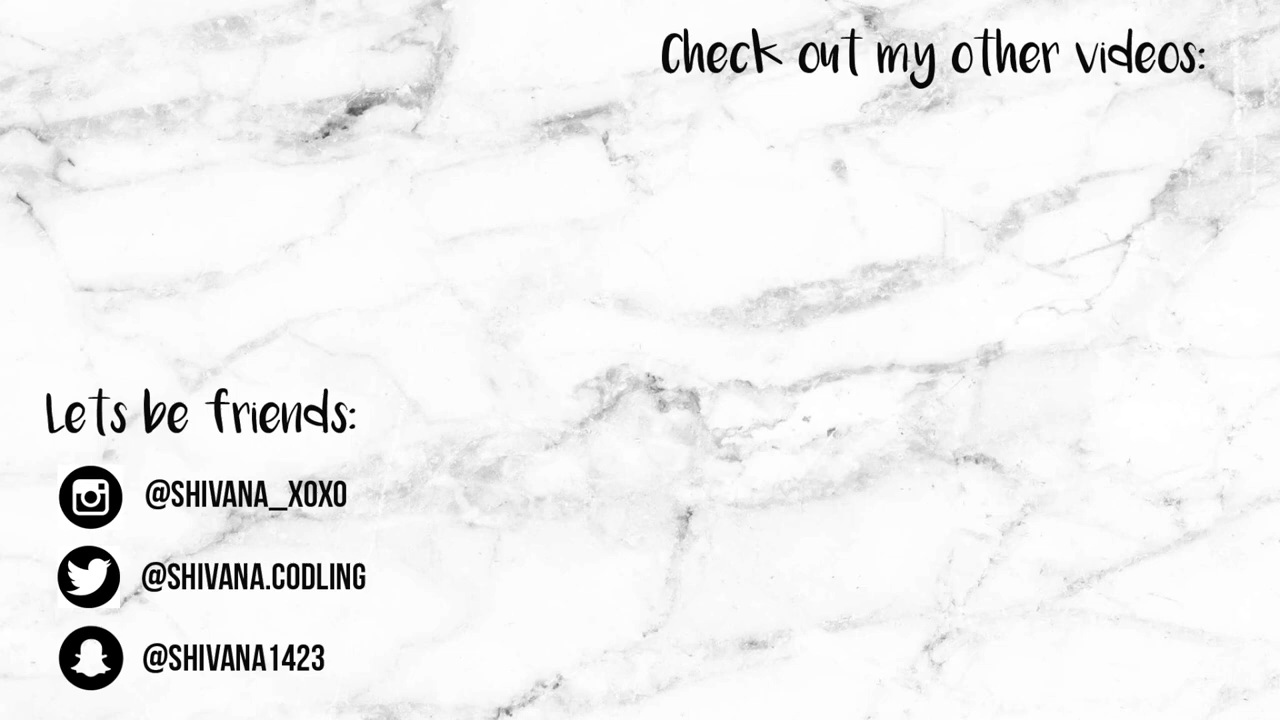 Check out my other videos:
Lets be friends:
@SHIVANA_XOXO
@SHIVANA.CODLING
@SHIVANA1423